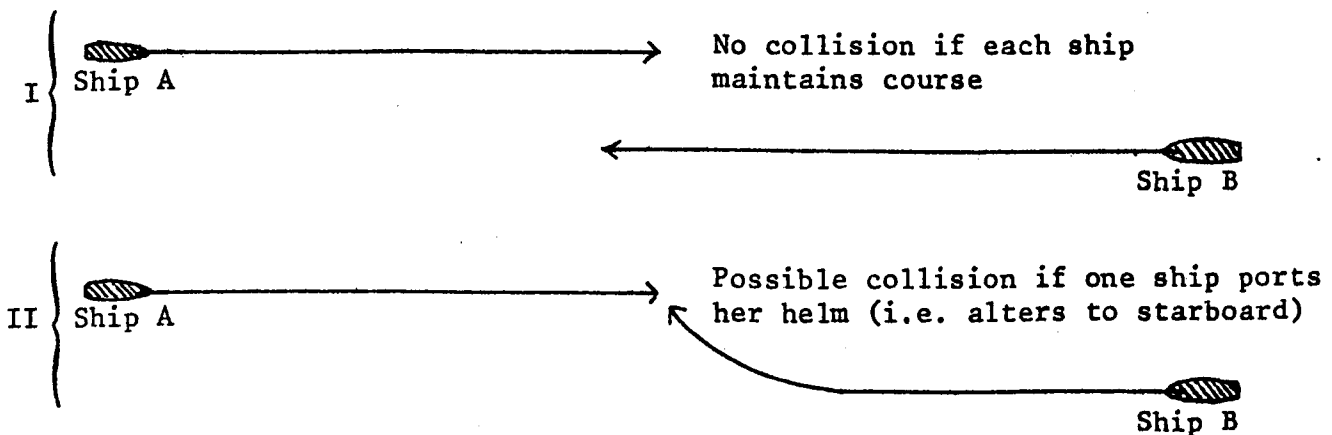 No collision if each ship
Ship A
maintains course
I
Ship B
Possible collision if one ship ports
II Ship A
her helm (i.e. alters to starboard)
Ship B